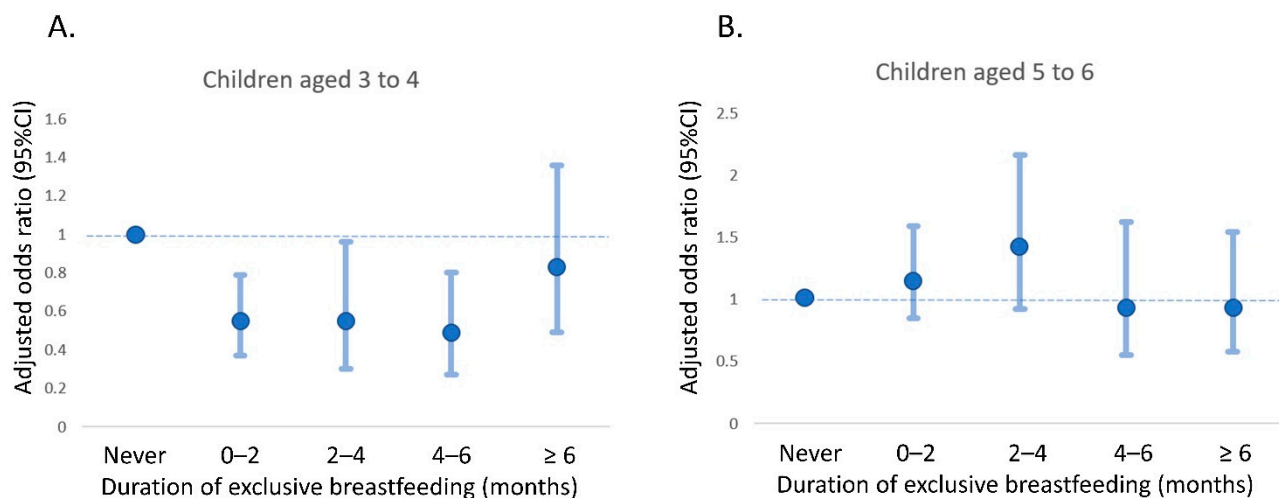 A.
Children aged 3 to 4
Adjusted odds ratio (95%CI)
1.6
1.4
1.2
1
0.8
0.6
0.4
0.2
0
Never 0–2 2–4 4–6 ≥ 6
Duration of exclusive breastfeeding (months)
B.
Children aged 5 to 6
Adjusted odds ratio (95%CI)
2.5
2
1.5
1
0.5
0
Never 0–2 2–4 4–6 ≥ 6
Duration of exclusive breastfeeding (months)